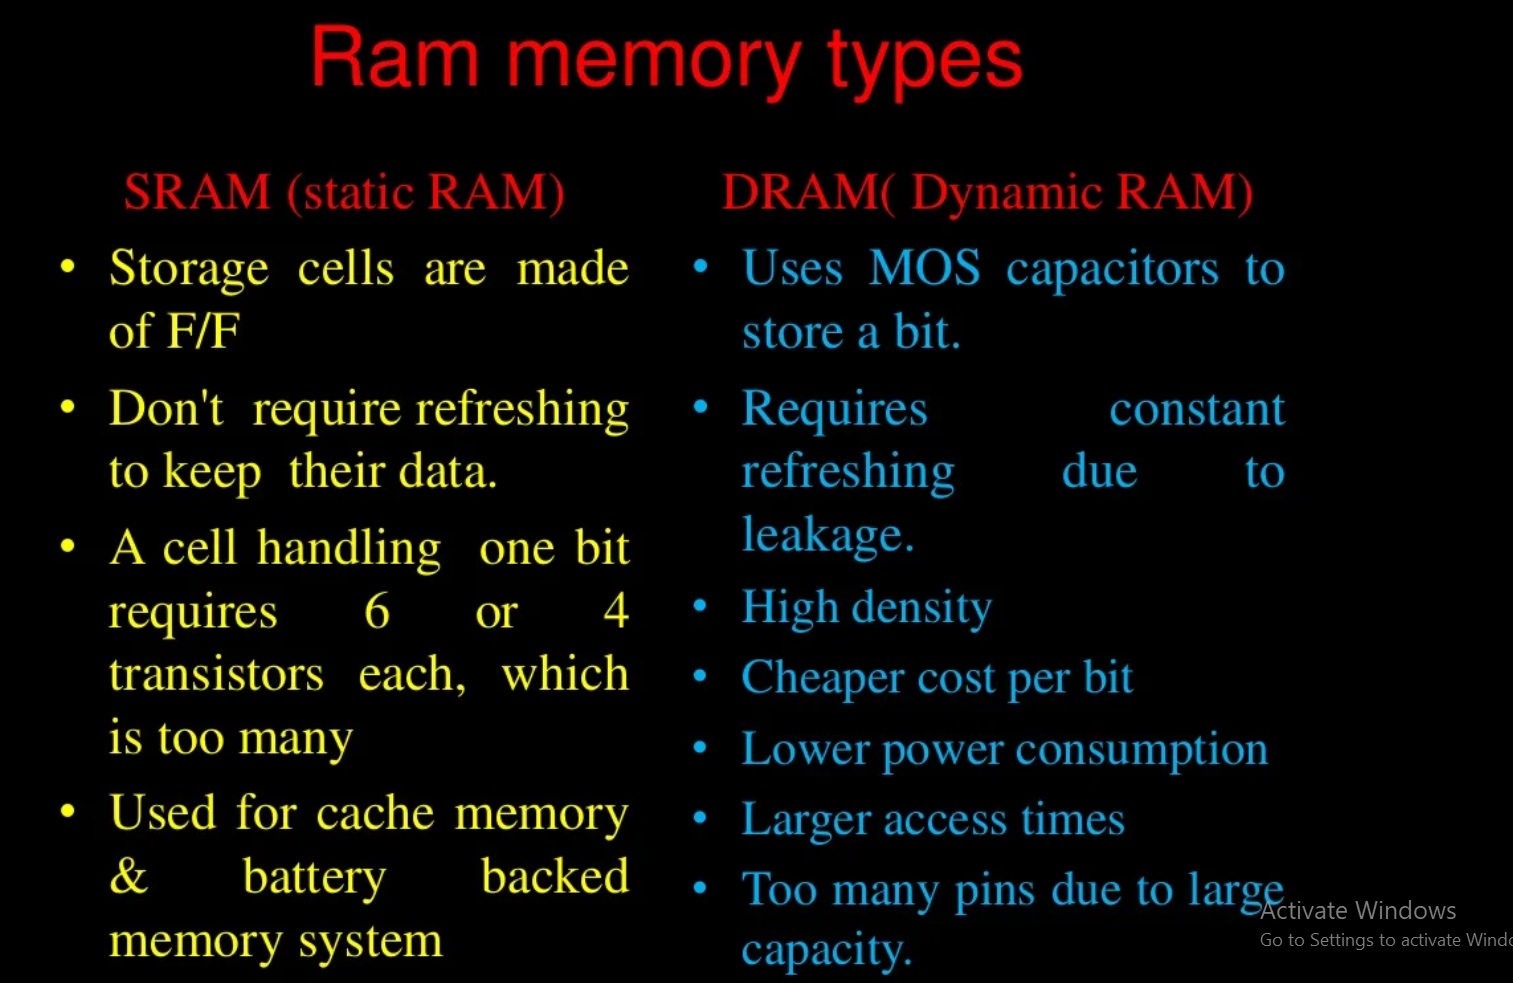 Ram memory types
SRAM (static RAM)
• Storage cells are made
of F/F
• Don't require refreshing
to keep their data.
• A cell handling one bit
requires 6 or 4
transistors each, which
is too many
• Used for cache memory
& battery backed
memory system
DRAM( Dynamic RAM)
• Uses MOS capacitors to
store a bit.
• Requires constant
refreshing due to
leakage.
• High density
• Cheaper cost per bit
• Lower power consumption
• Larger access times
• Too many pins due to large
capacity.
Activate Windows
Go to Settings to activate